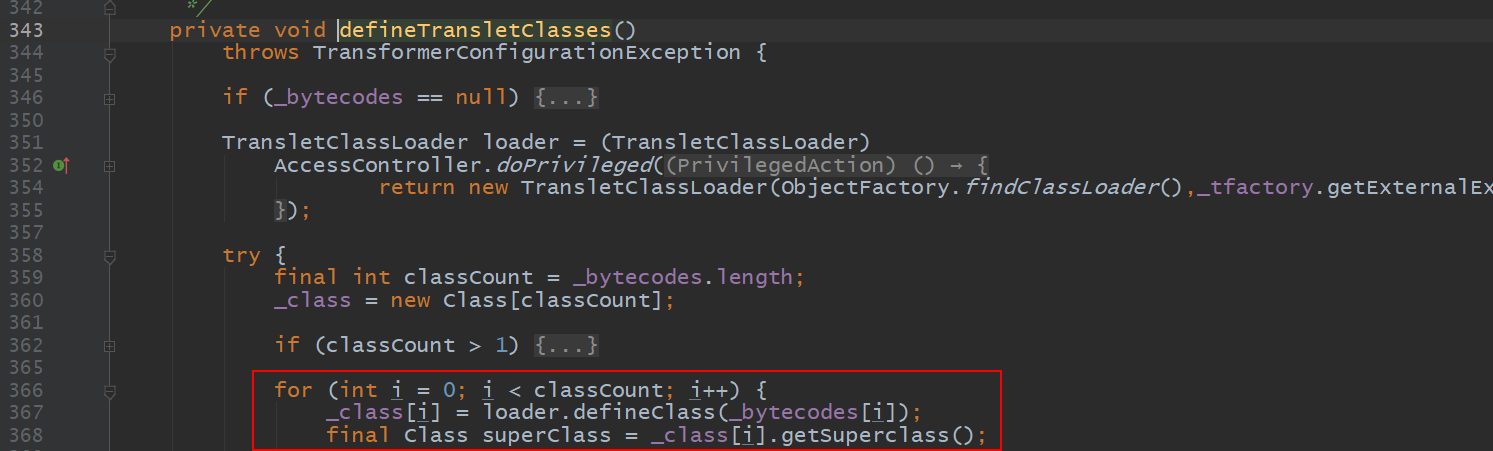 342 */
343 private void defineTransletClasses()
344 throws TransformerConfigurationException {
345
346 if (_bytecodes == null) {...}
350
351 TransletClassLoader loader = (TransletClassLoader)
352 AccessController.doPrivileged((PrivilegedAction) () → {
354 return new TransletClassLoader(ObjectFactory.findClassLoader(),_tfactory.getExternalEx
355 });
357
358 try {
359 final int classCount = _bytecodes.length;
360 _class = new Class[classCount];
361
362 if (classCount > 1) {...}
365
366 for (int i = 0; i < classCount; i++) {
367 _class[i] = loader.defineClass(_bytecodes[i]);
368 final Class superClass = _class[i].getSuperclass();